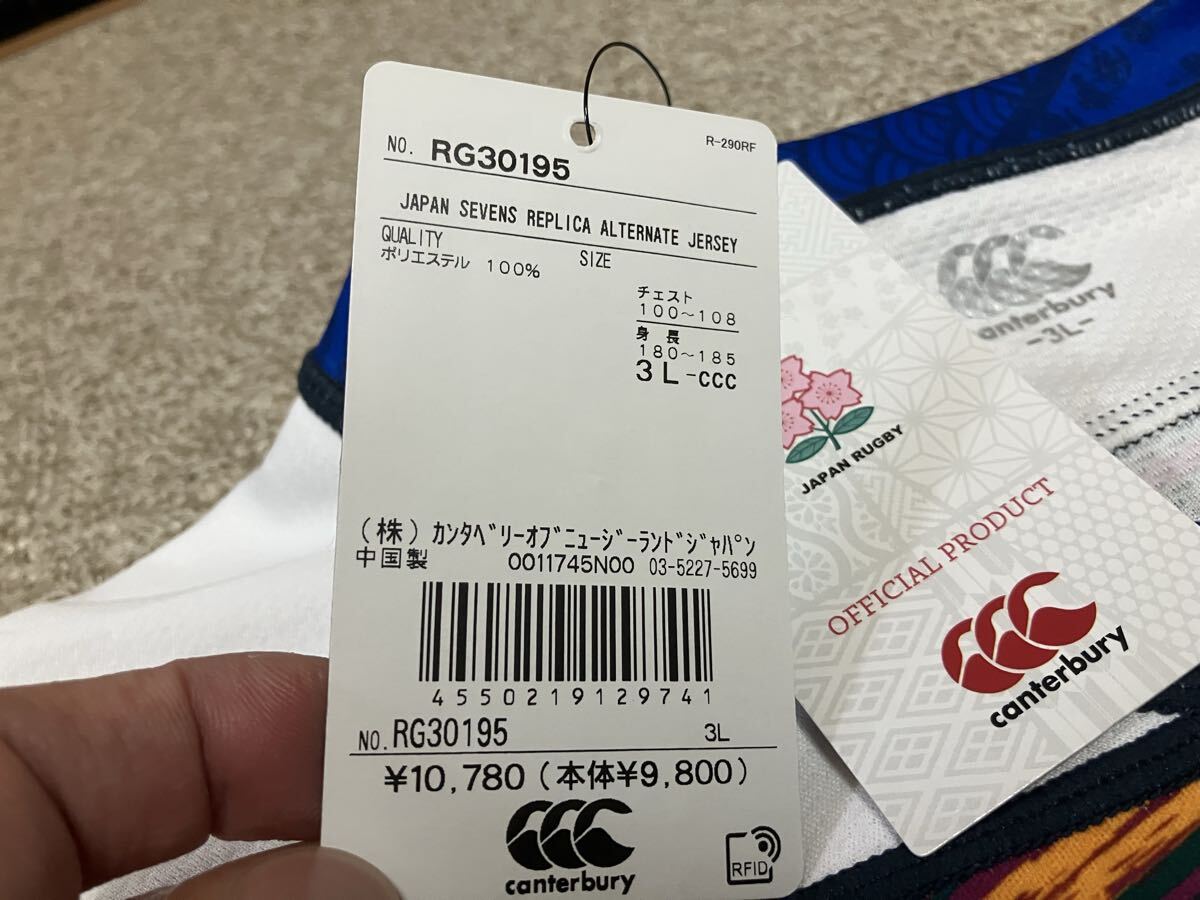 R-290RF
NO. RG30195
JAPAN SEVENS REPLICA ALTERNATE JERSEY
QUALITY
ポリエステル 100%
SIZE
チェスト
100～108
身長
180～185
3L-CCC
(株) ｶﾝﾀﾍﾞﾘｰｵﾌﾞﾆｭｰｼﾞｰﾗﾝﾄﾞｼﾞｬﾊﾟﾝ
中国製 0011745N00 03-5227-5699
4550219129741
NO. RG30195 3L
¥10,780 (本体¥9,800)
canterbury
RFID
JAPAN RUGBY
OFFICIAL PRODUCT
canterbury
canterbury
-3L-